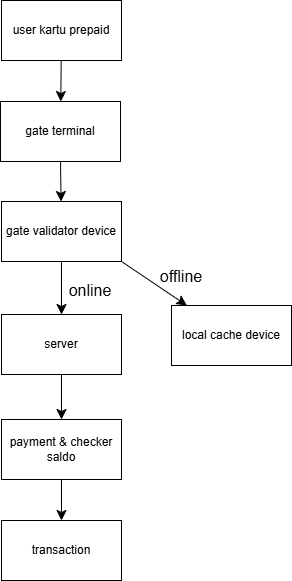 user kartu prepaid
gate terminal
gate validator device
offline
online
local cache device
server
payment & checker
saldo
transaction